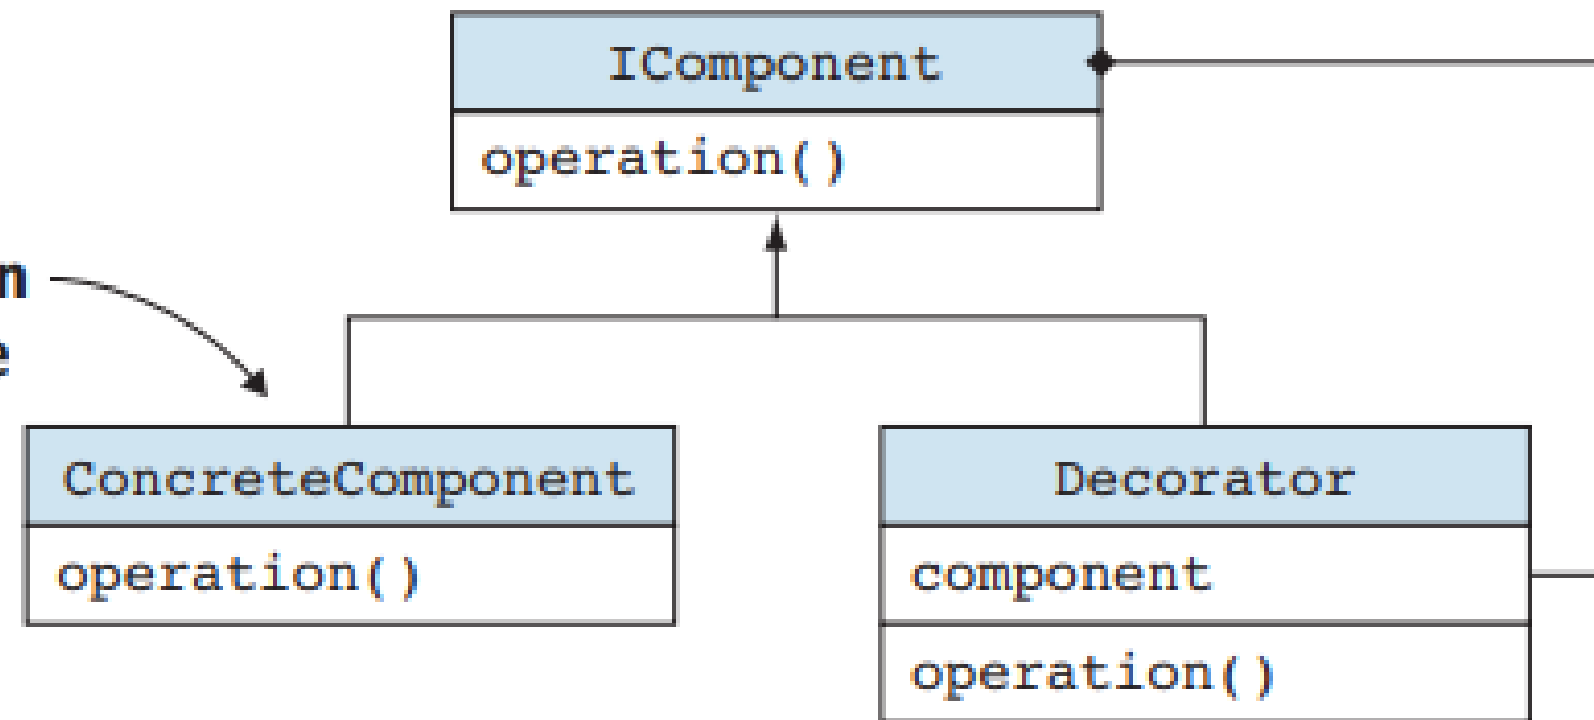 IComponent
operation()
n
e
ConcreteComponent
operation()
Decorator
component
operation()